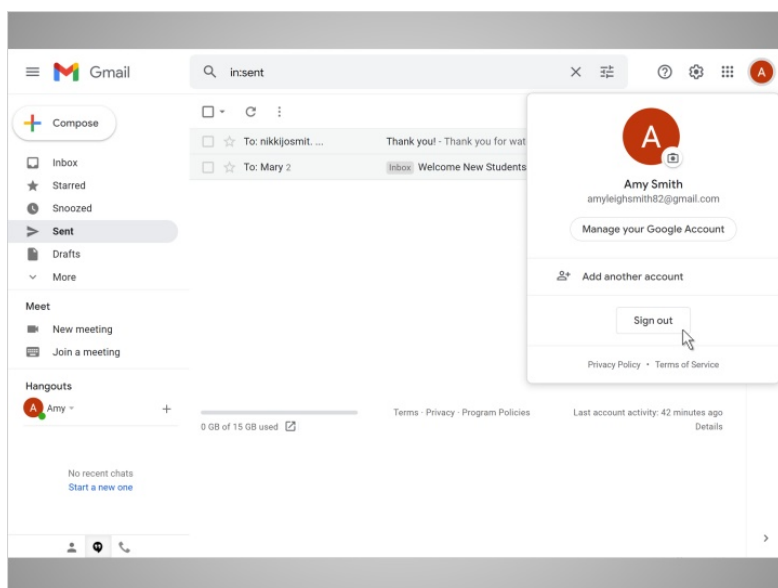 Gmail
in:sent
A
Compose
To: nikkijosmit. ...
Thank you! - Thank you for wat
To: Mary 2
Inbox Welcome New Students
Inbox
Starred
Snoozed
Sent
Drafts
More
Meet
New meeting
Join a meeting
Hangouts
A Amy
No recent chats
Start a new one
A
Amy Smith
amyleighsmith82@gmail.com
Manage your Google Account
Add another account
Sign out
Privacy Policy • Terms of Service
0 GB of 15 GB used
Terms · Privacy · Program Policies
Last account activity: 42 minutes ago
Details